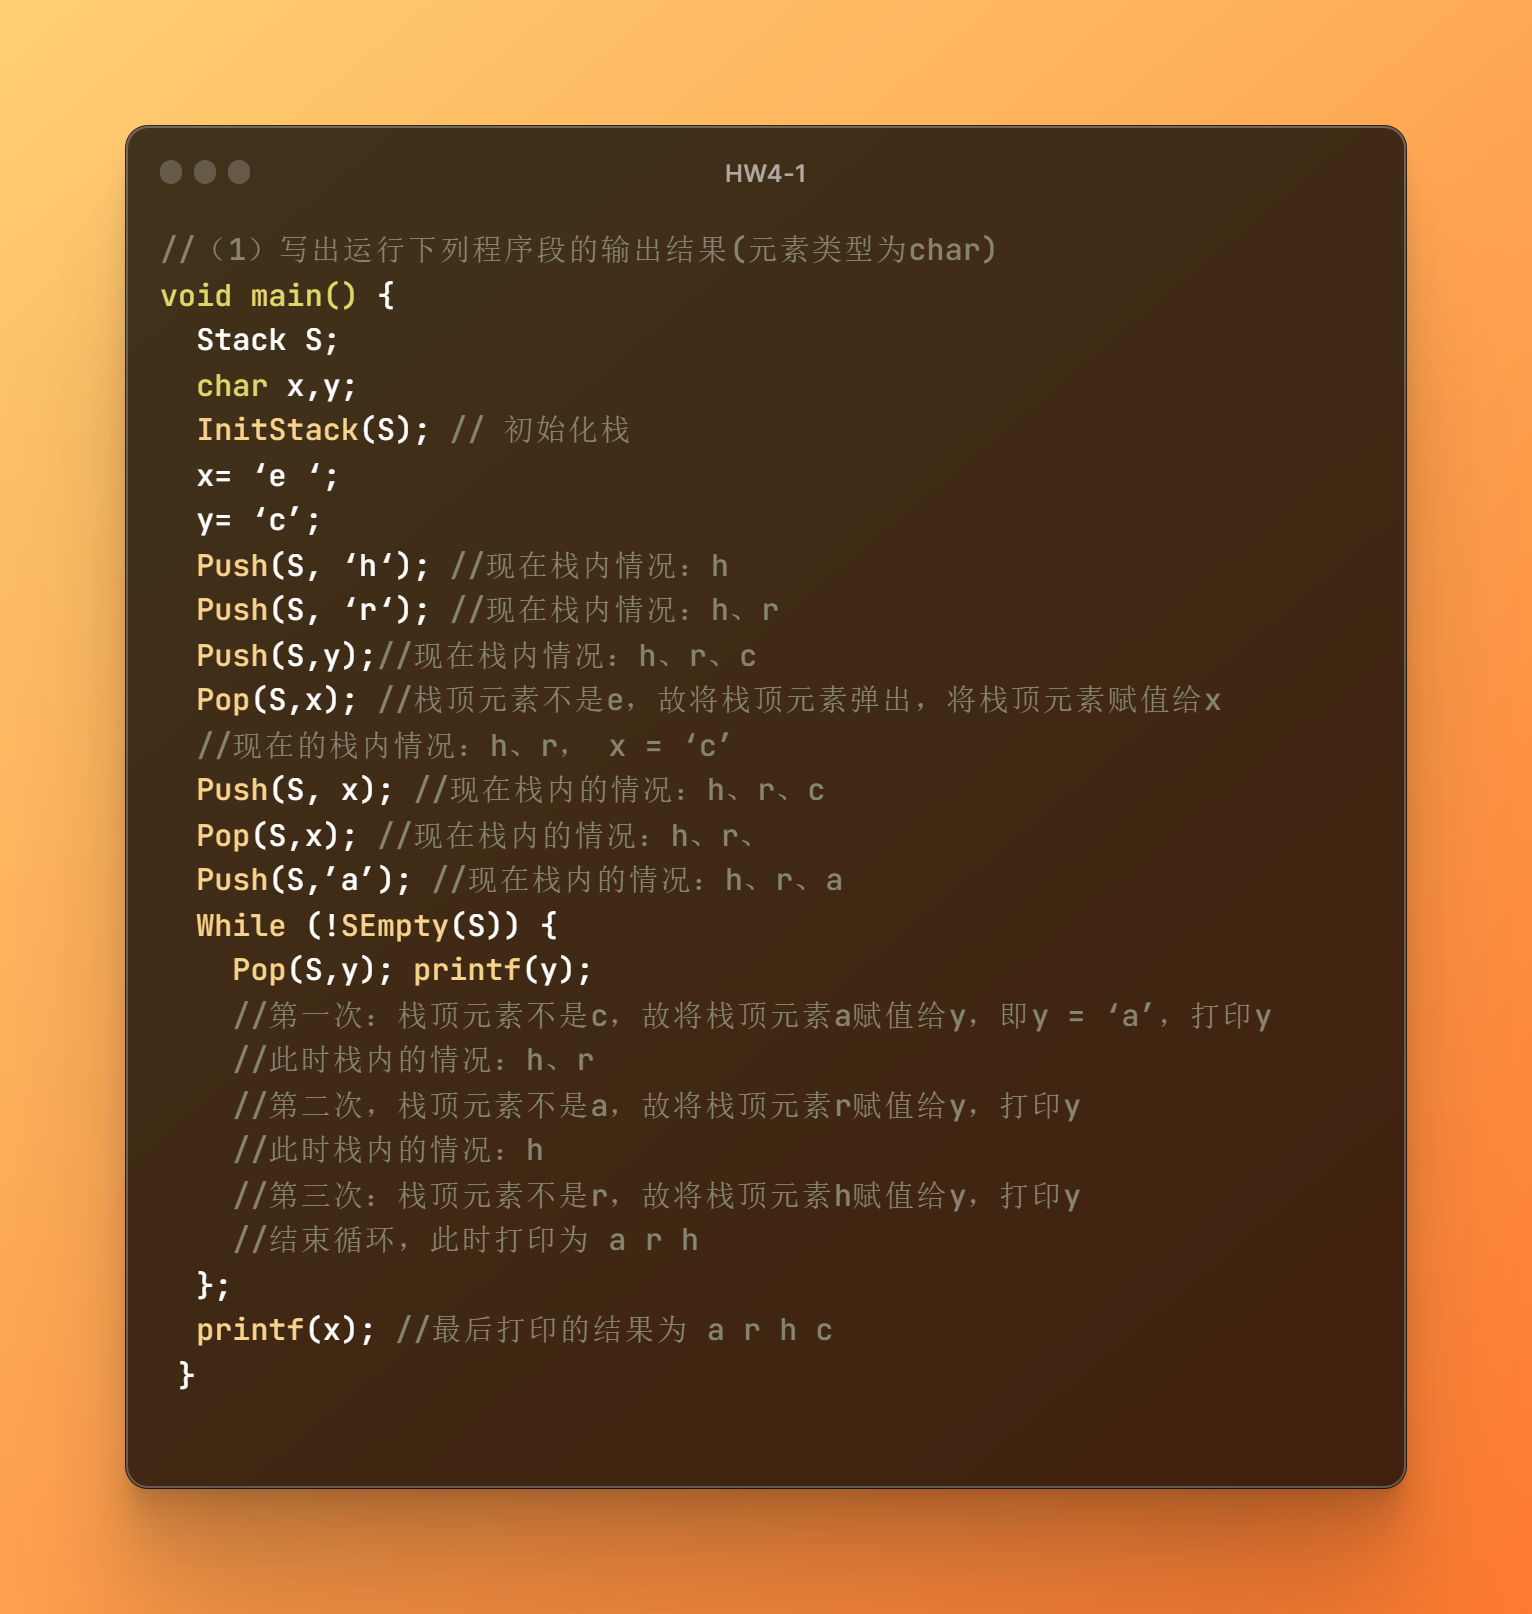 HW4-1
//（1）写出运行下列程序段的输出结果(元素类型为char)
void main() {
Stack S;
char x,y;
InitStack(S); // 初始化栈
x= ‘e ‘;
y= ‘c’;
Push(S, ‘h‘); //现在栈内情况：h
Push(S, ‘r‘); //现在栈内情况：h、r
Push(S,y);//现在栈内情况：h、r、c
Pop(S,x); //栈顶元素不是e，故将栈顶元素弹出，将栈顶元素赋值给x
//现在的栈内情况：h、r， x = ‘c’
Push(S, x); //现在栈内的情况：h、r、c
Pop(S,x); //现在栈内的情况：h、r、
Push(S,’a’); //现在栈内的情况：h、r、a
While (!SEmpty(S)) {
Pop(S,y); printf(y);
//第一次：栈顶元素不是c，故将栈顶元素a赋值给y，即y = ‘a’，打印y
//此时栈内的情况：h、r
//第二次，栈顶元素不是a，故将栈顶元素r赋值给y，打印y
//此时栈内的情况：h
//第三次：栈顶元素不是r，故将栈顶元素h赋值给y，打印y
//结束循环，此时打印为 a r h
};
printf(x); //最后打印的结果为 a r h c
}